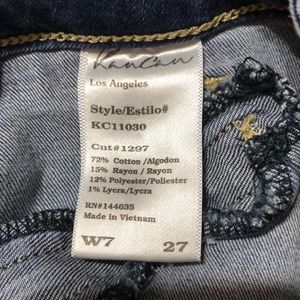 KanCan
Los Angeles
Style/Estilo#
KC11030
Cut#1297
72% Cotton/Algodon
15% Rayon/Rayon
12% Polyester/Poliester
1% Lycra/Lycra
RN#144635
Made in Vietnam
W7 27